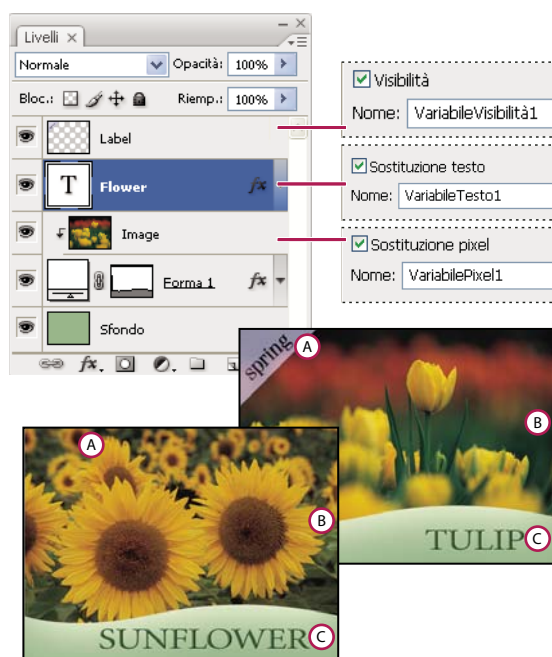 Livelli ×
Normale Opacità: 100%
Bloc.: Riemp.: 100%
Label
T Flower fx
Image
Forma 1 fx
Sfondo
fx.
Visibilità
Nome: VariabileVisibilità1
Sostituzione testo
Nome: VariabileTesto1
Sostituzione pixel
Nome: VariabilePixel1
spring
A
B
TULIP
C
A
B
SUNFLOWER
C